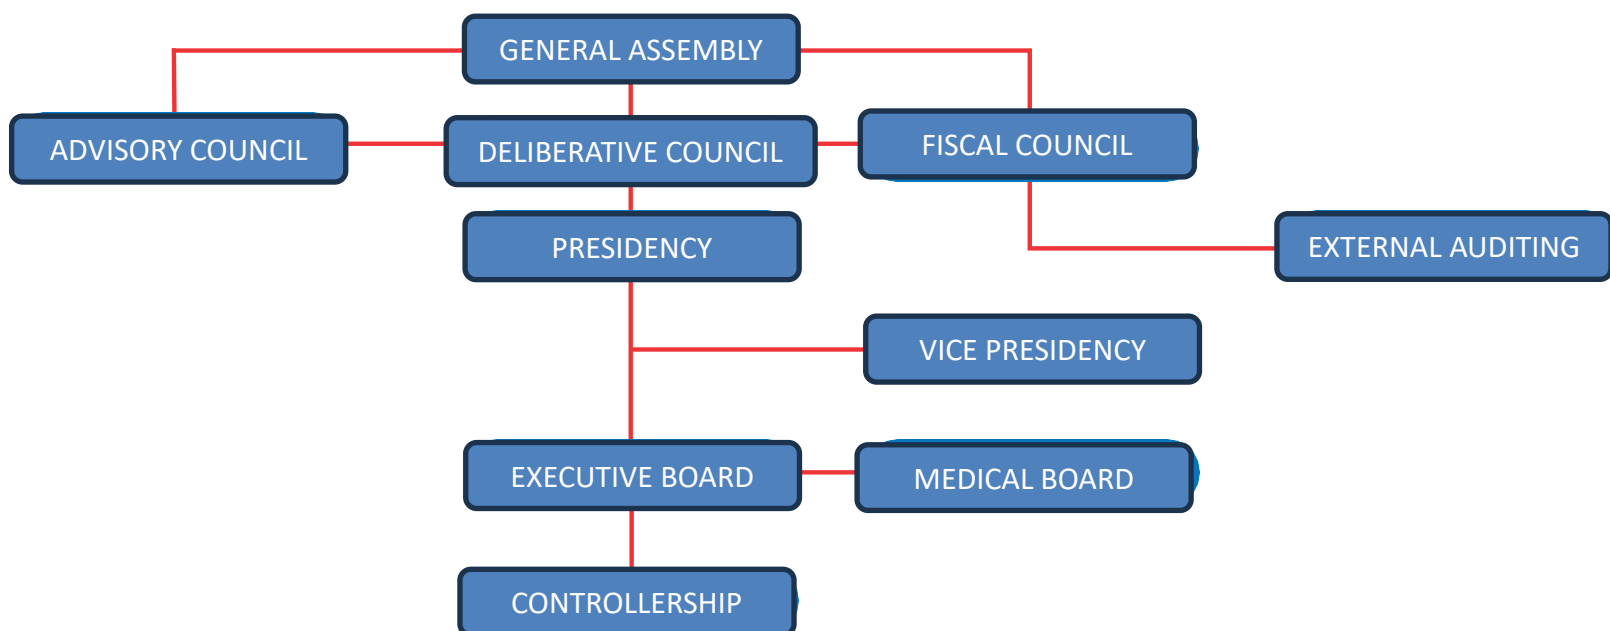 GENERAL ASSEMBLY
ADVISORY COUNCIL
DELIBERATIVE COUNCIL
FISCAL COUNCIL
PRESIDENCY
EXTERNAL AUDITING
VICE PRESIDENCY
EXECUTIVE BOARD
MEDICAL BOARD
CONTROLLERSHIP